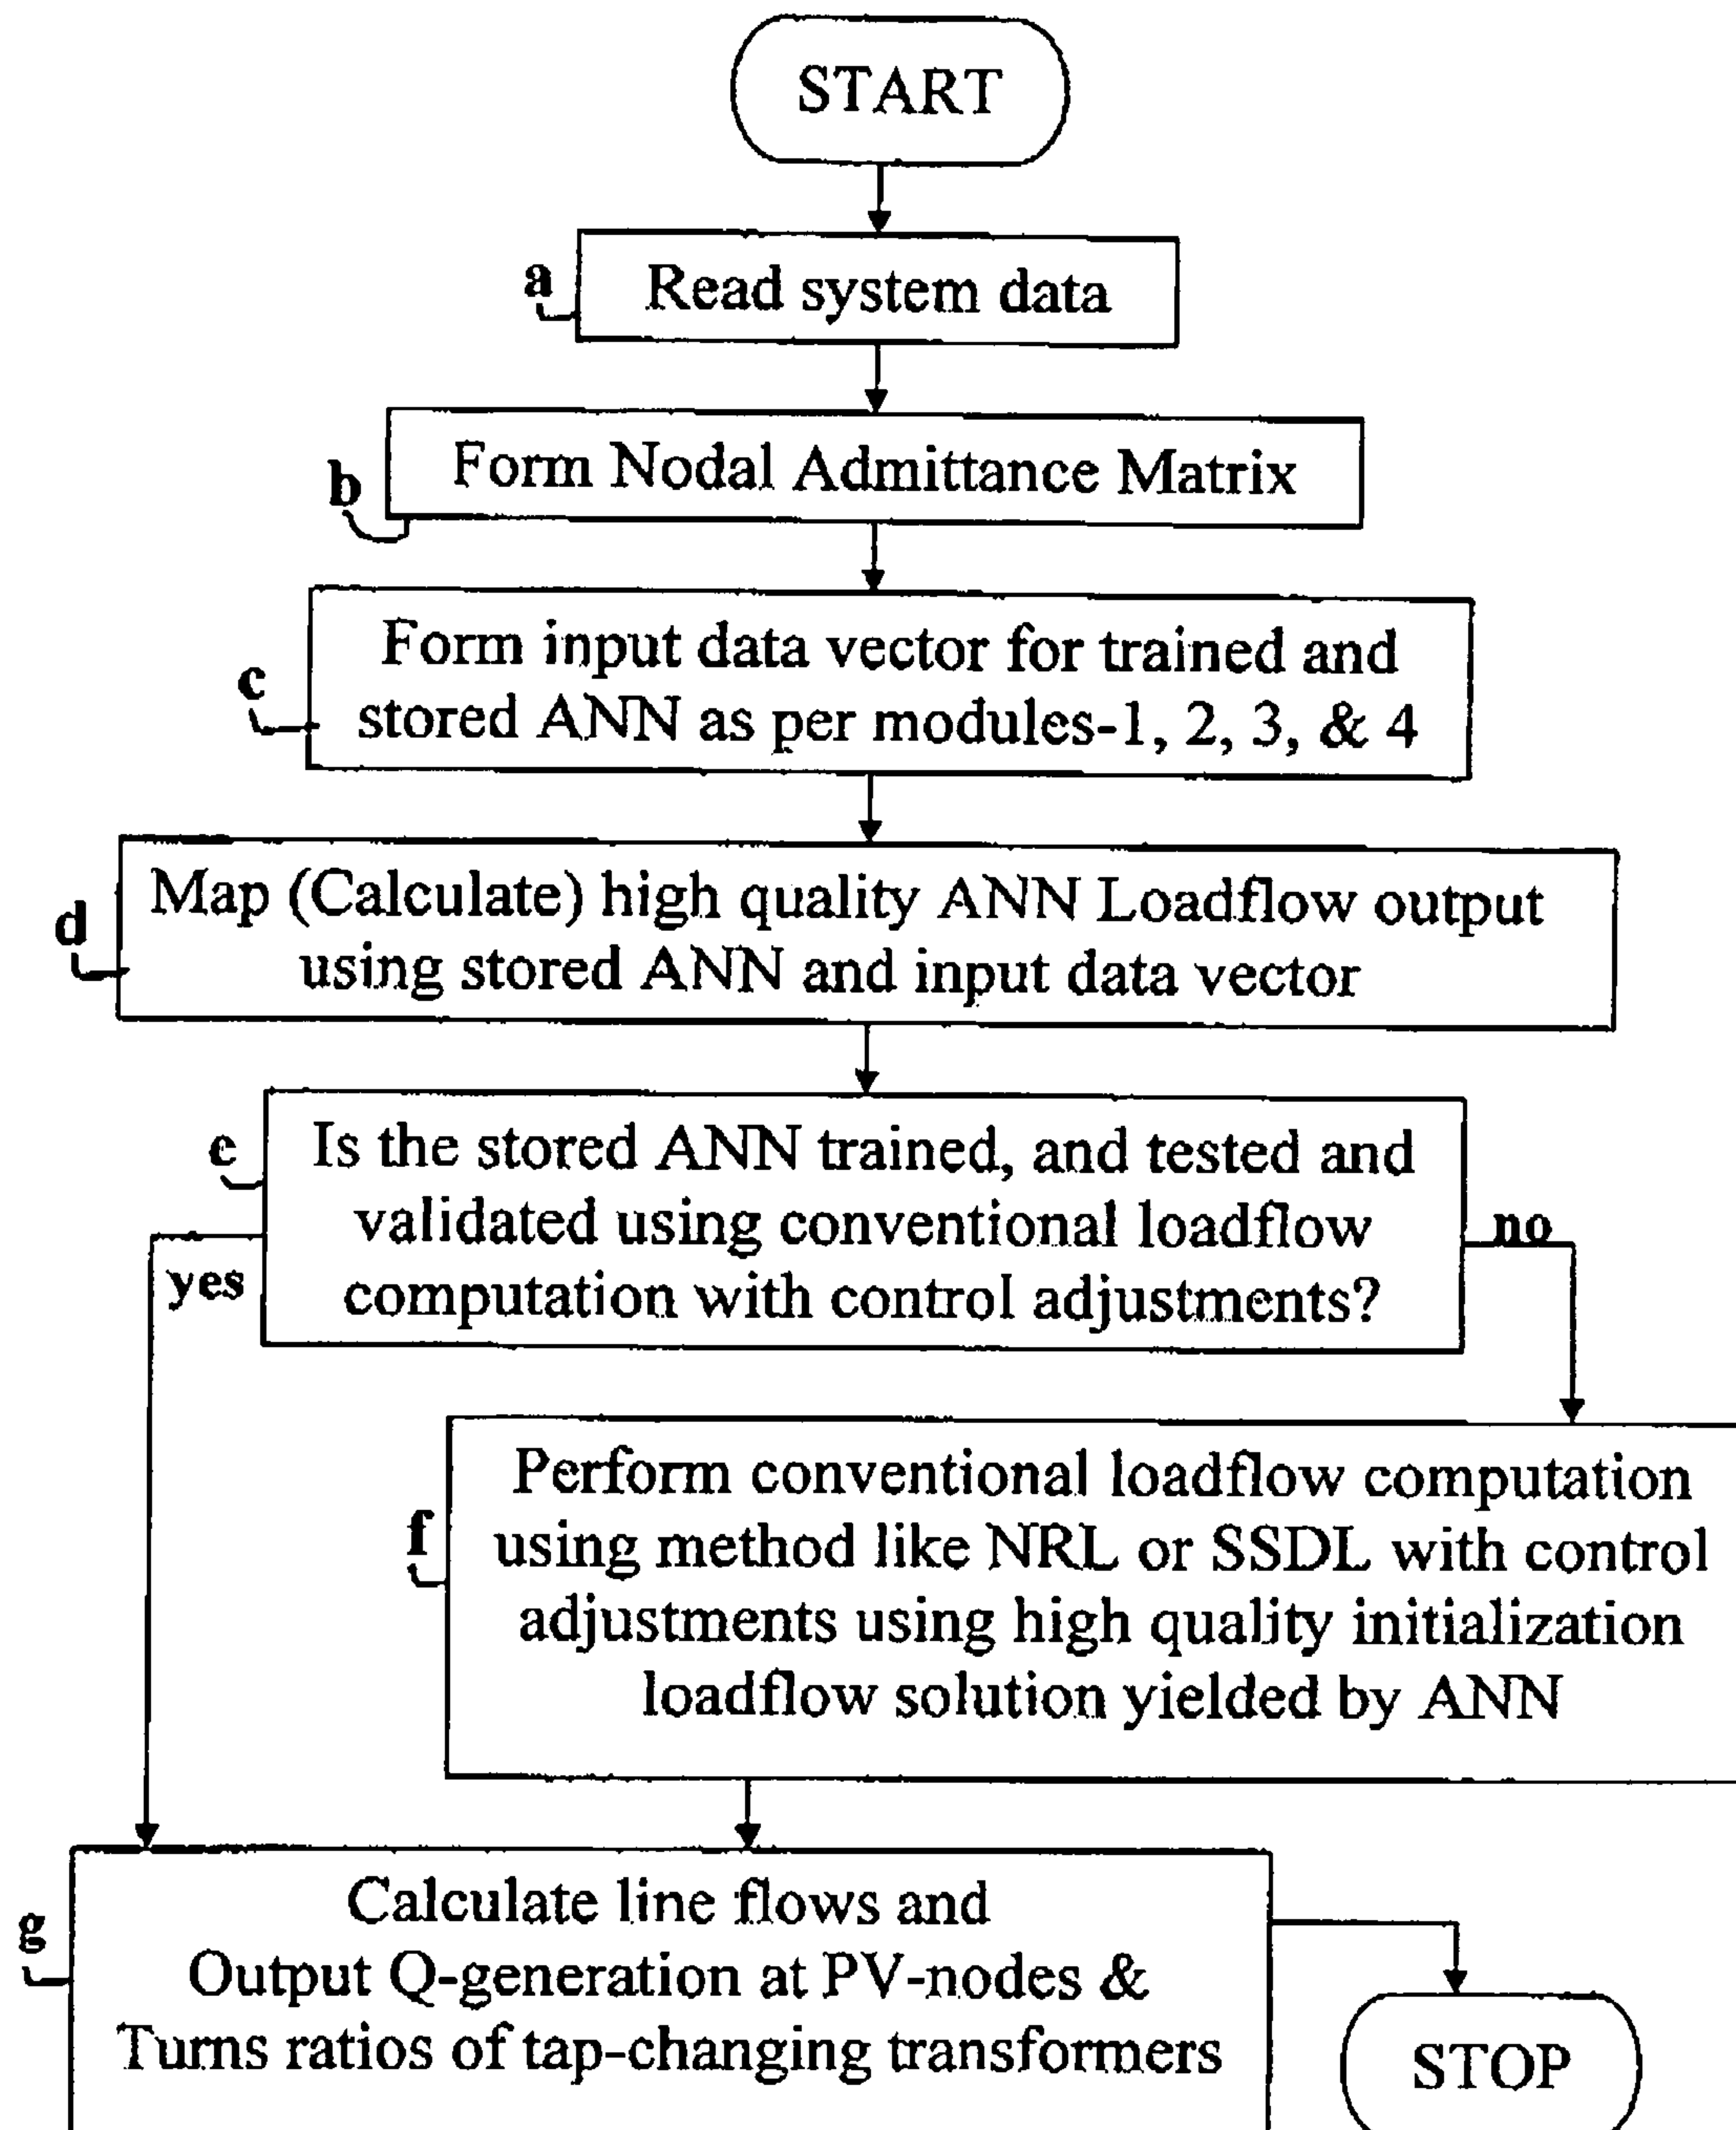 START
a
Read system data
b
Form Nodal Admittance Matrix
c
Form input data vector for trained and
stored ANN as per modules-1, 2, 3, & 4
d
Map (Calculate) high quality ANN Loadflow output
using stored ANN and input data vector
e
Is the stored ANN trained, and tested and
validated using conventional loadflow
computation with control adjustments?
yes
no
f
Perform conventional loadflow computation
using method like NRL or SSDL with control
adjustments using high quality initialization
loadflow solution yielded by ANN
g
Calculate line flows and
Output Q-generation at PV-nodes &
Turns ratios of tap-changing transformers
STOP